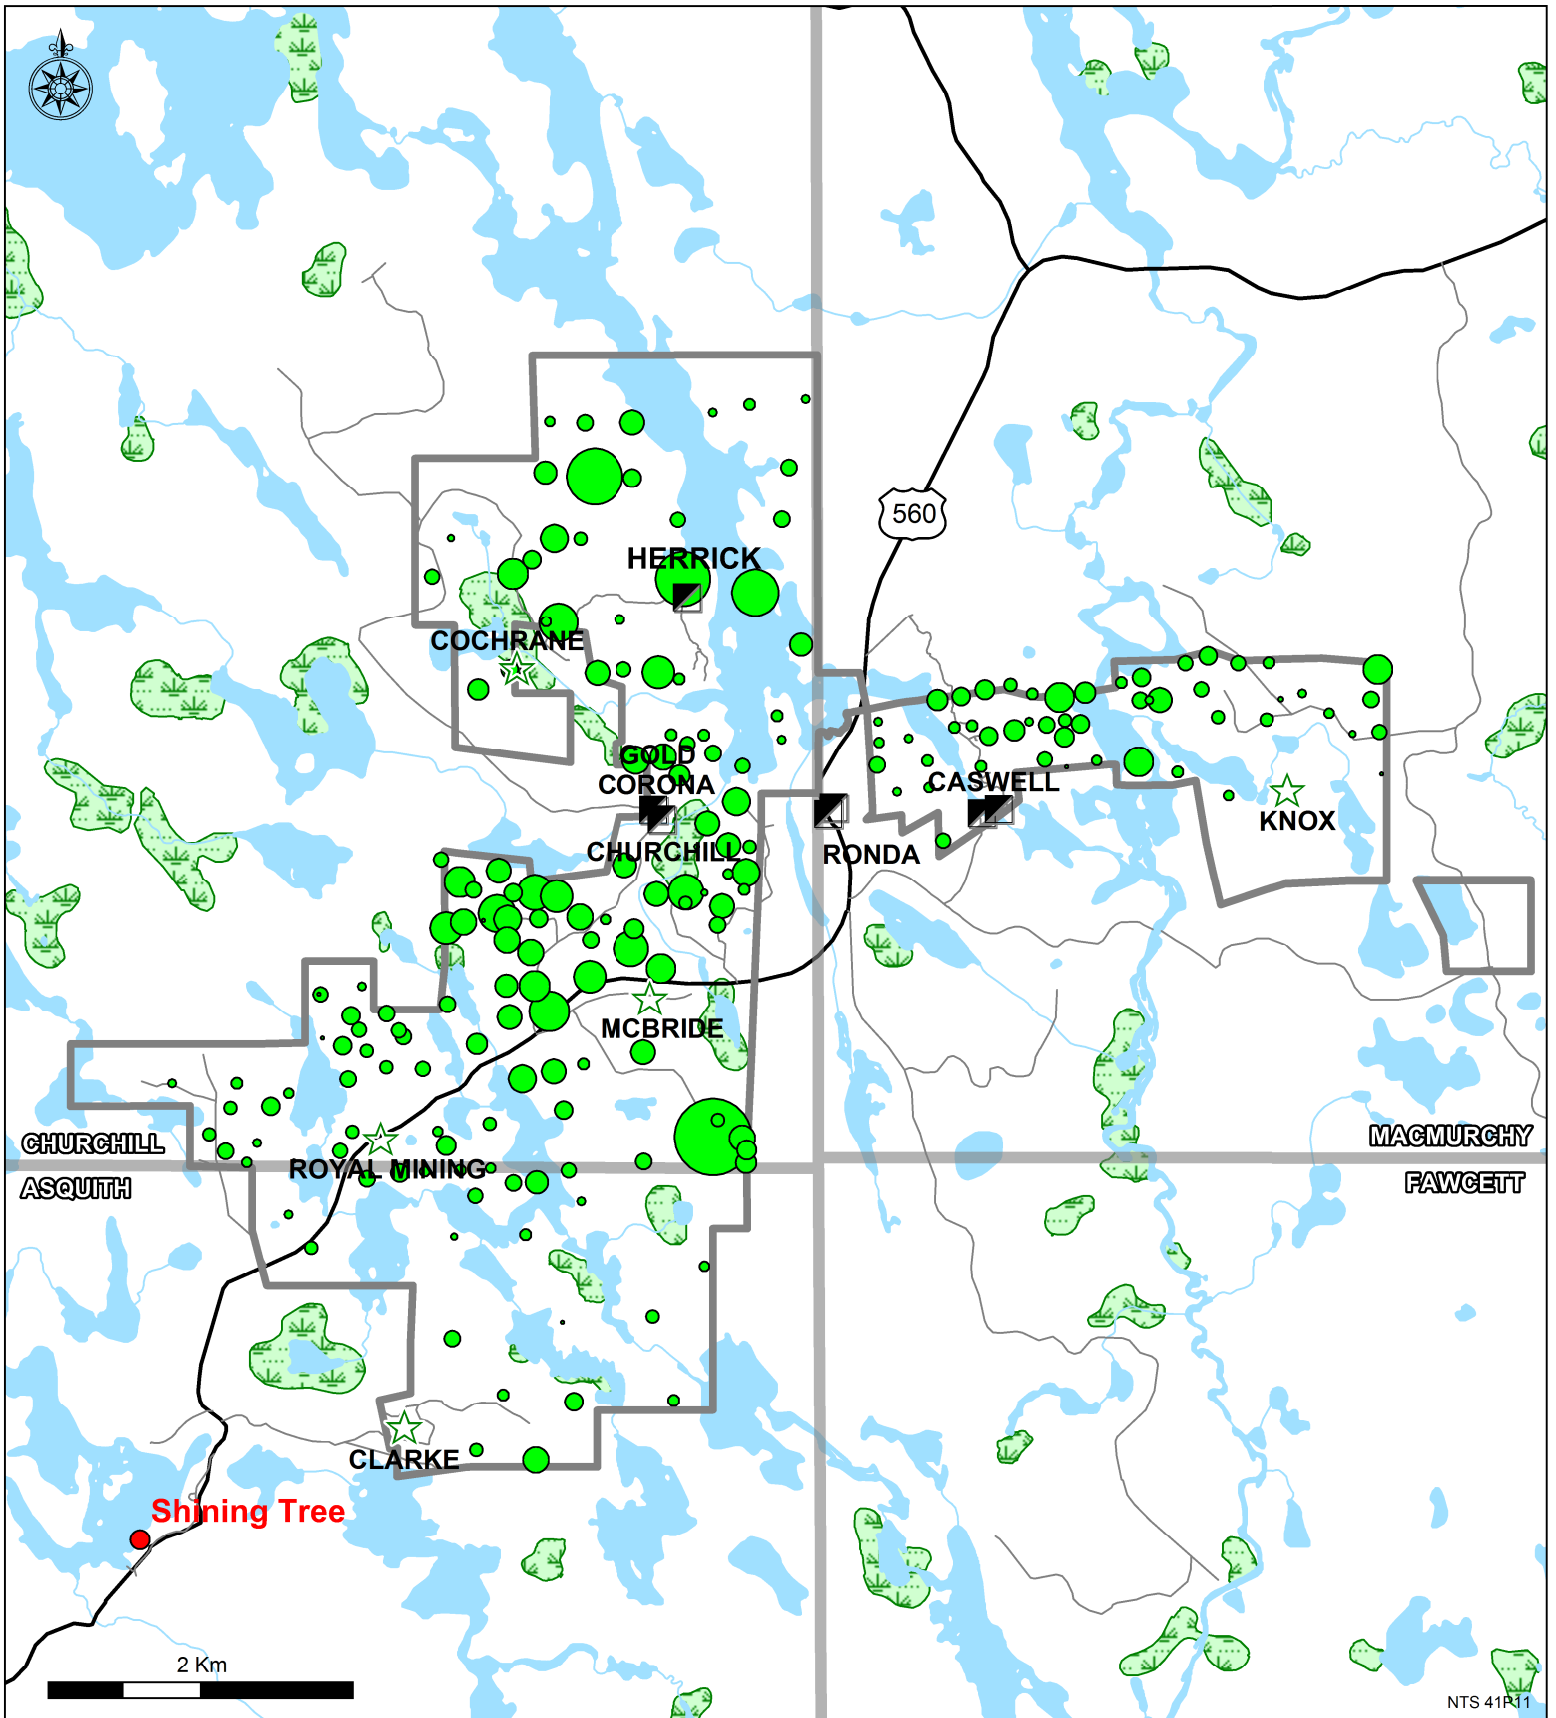 560
HERRICK
COCHRANE
GOLD
CORONA
CASWELL
KNOX
CHURCHILL
RONDA
MCBRIDE
CHURCHILL
MACMURCHY
ROYAL MINING
ASQUITH
FAWCETT
CLARKE
Shining Tree
2 Km
NTS 41P11